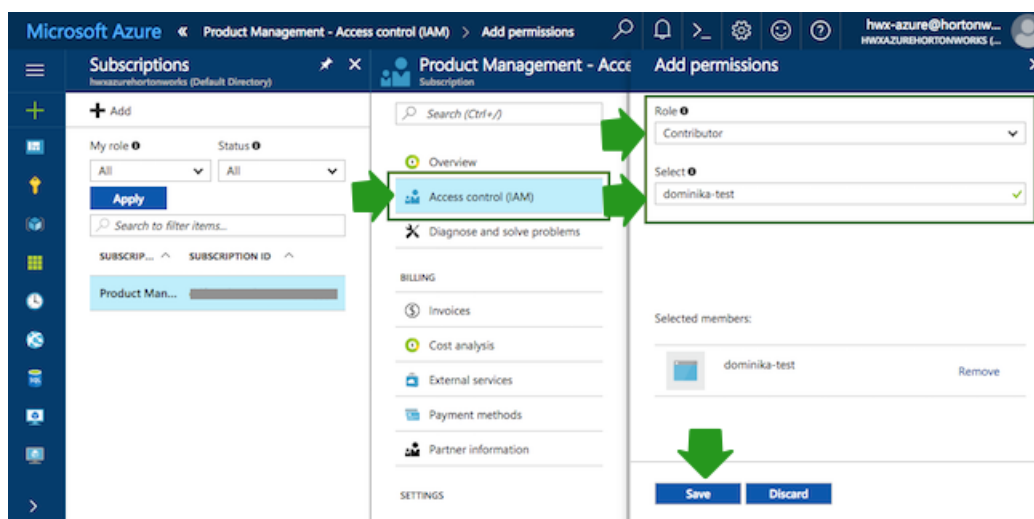 Microsoft Azure « Product Management - Access control (IAM) > Add permissions
hwx-azure@hortonw...
HWXAZUREHORTONWORKS (...
Subscriptions
hwxazurehortonworks (Default Directory)
+ Add
My role Status
All All
Apply
Search to filter items...
SUBSCRIP... SUBSCRIPTION ID
Product Man...
Product Management - Acce
Subscription
Search (Ctrl+/)
Overview
Access control (IAM)
Diagnose and solve problems
BILLING
Invoices
Cost analysis
External services
Payment methods
Partner information
SETTINGS
Add permissions
Role
Contributor
Select
dominika-test
Selected members:
dominika-test
Remove
Save Discard